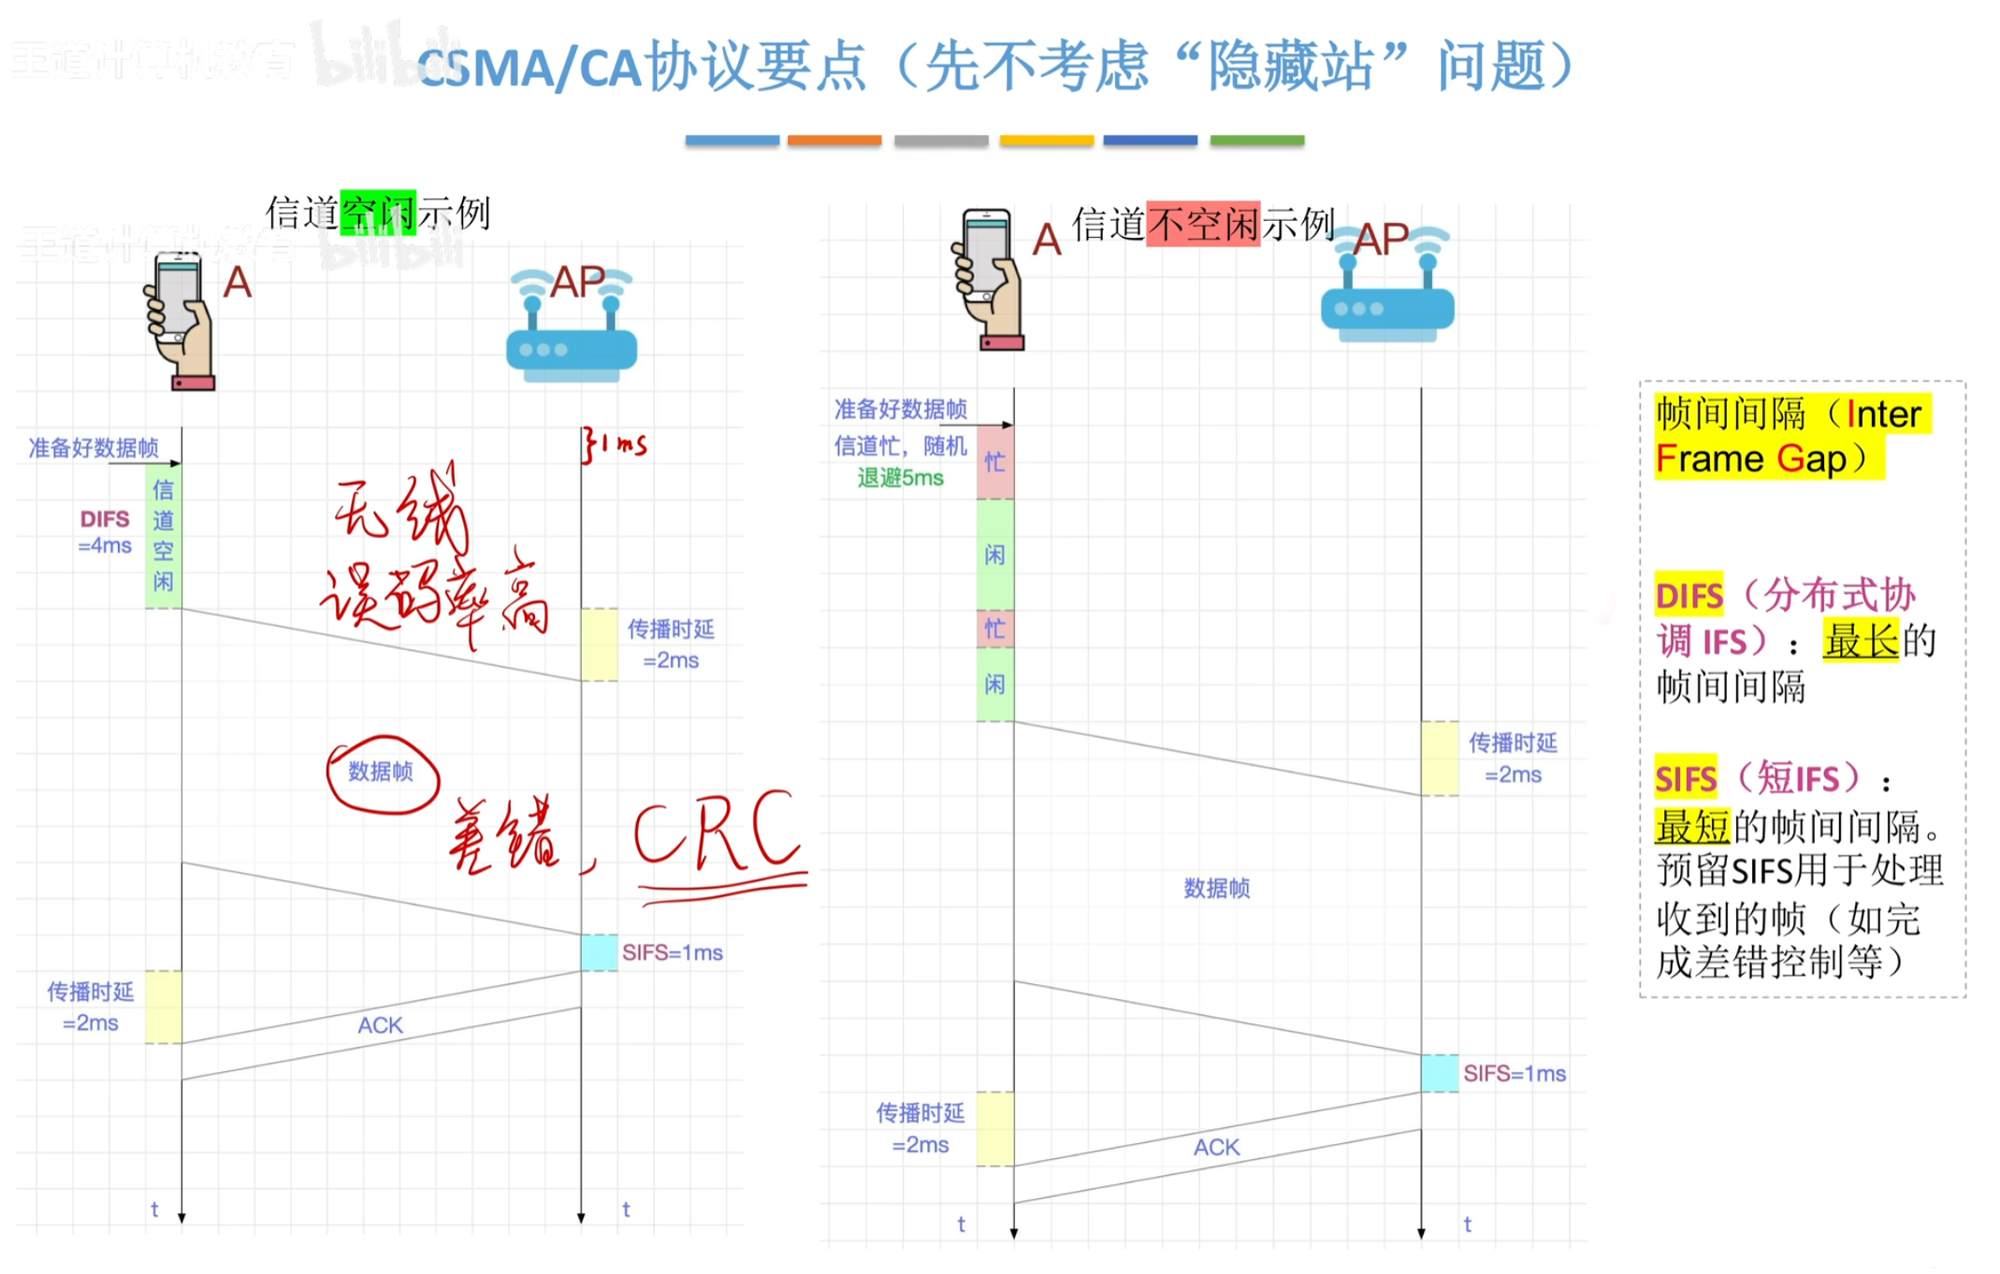 王道计算机教育 bilibili
CSMA/CA协议要点（先不考虑“隐藏站”问题）
信道空闲示例
王道计算机教育 bilibili
A
AP
准备好数据帧
信道空闲
DIFS
=4ms
}1ms
无线
误码率高
传播时延
=2ms
数据帧
差错，CRC
SIFS=1ms
传播时延
=2ms
ACK
t
t
信道不空闲示例
A
AP
准备好数据帧
信道忙，随机
退避5ms
忙
闲
忙
闲
传播时延
=2ms
数据帧
SIFS=1ms
传播时延
=2ms
ACK
t
t
帧间间隔（Inter
Frame Gap）
DIFS（分布式协
调 IFS）：最长的
帧间间隔
SIFS（短IFS）：
最短的帧间间隔。
预留SIFS用于处理
收到的帧（如完
成差错控制等）